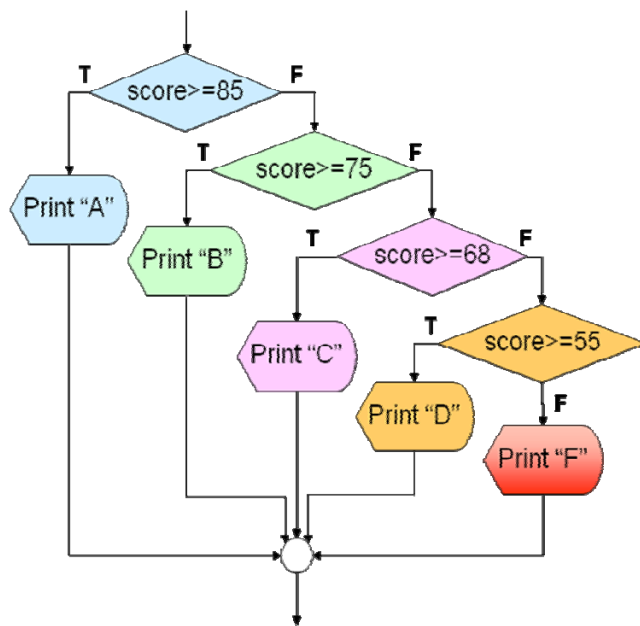 T
F
score>=85
T
F
score>=75
Print “A”
T
F
score>=68
Print “B”
T
score>=55
Print “C”
F
Print “D”
Print “F”